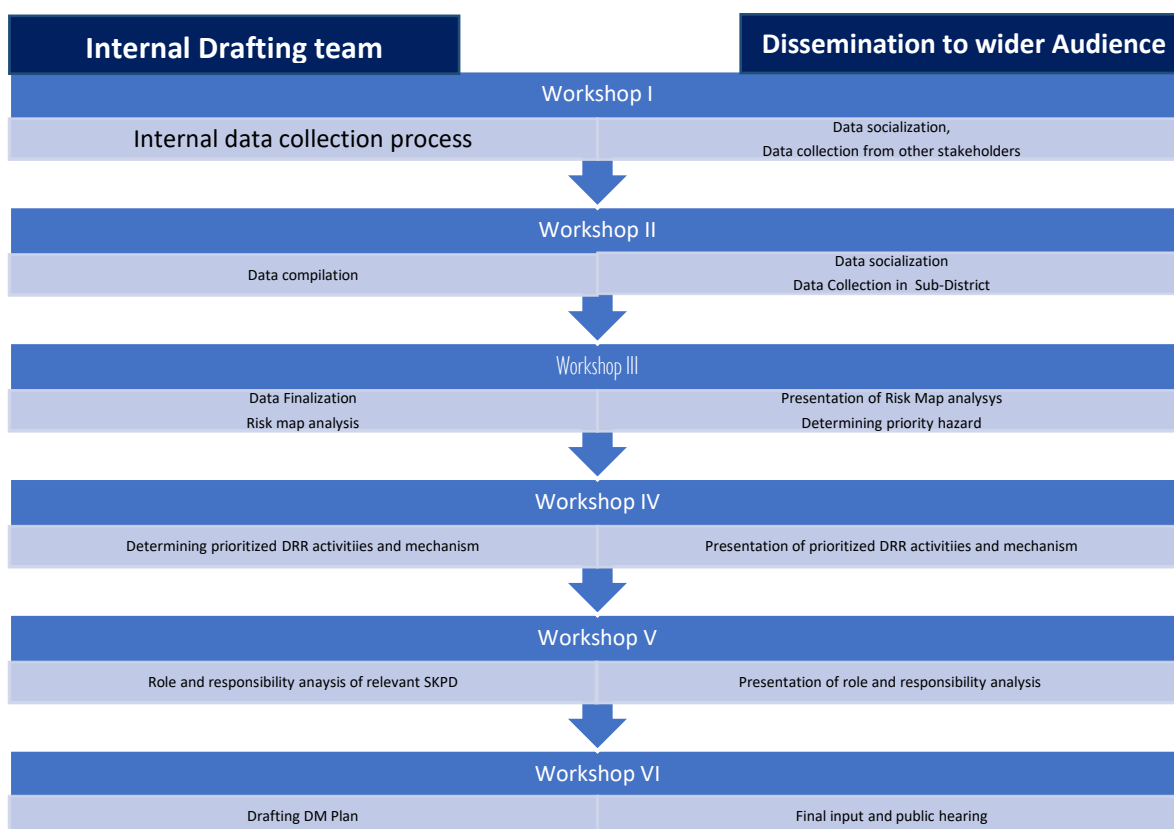 Internal Drafting team
Dissemination to wider Audience
Workshop I
Internal data collection process
Data socialization,
Data collection from other stakeholders
Workshop II
Data compilation
Data socialization
Data Collection in Sub-District
Workshop III
Data Finalization
Risk map analysis
Presentation of Risk Map analysys
Determining priority hazard
Workshop IV
Determining prioritized DRR activitiies and mechanism
Presentation of prioritized DRR activitiies and mechanism
Workshop V
Role and responsibility anaysis of relevant SKPD
Presentation of role and responsibility analysis
Workshop VI
Drafting DM Plan
Final input and public hearing